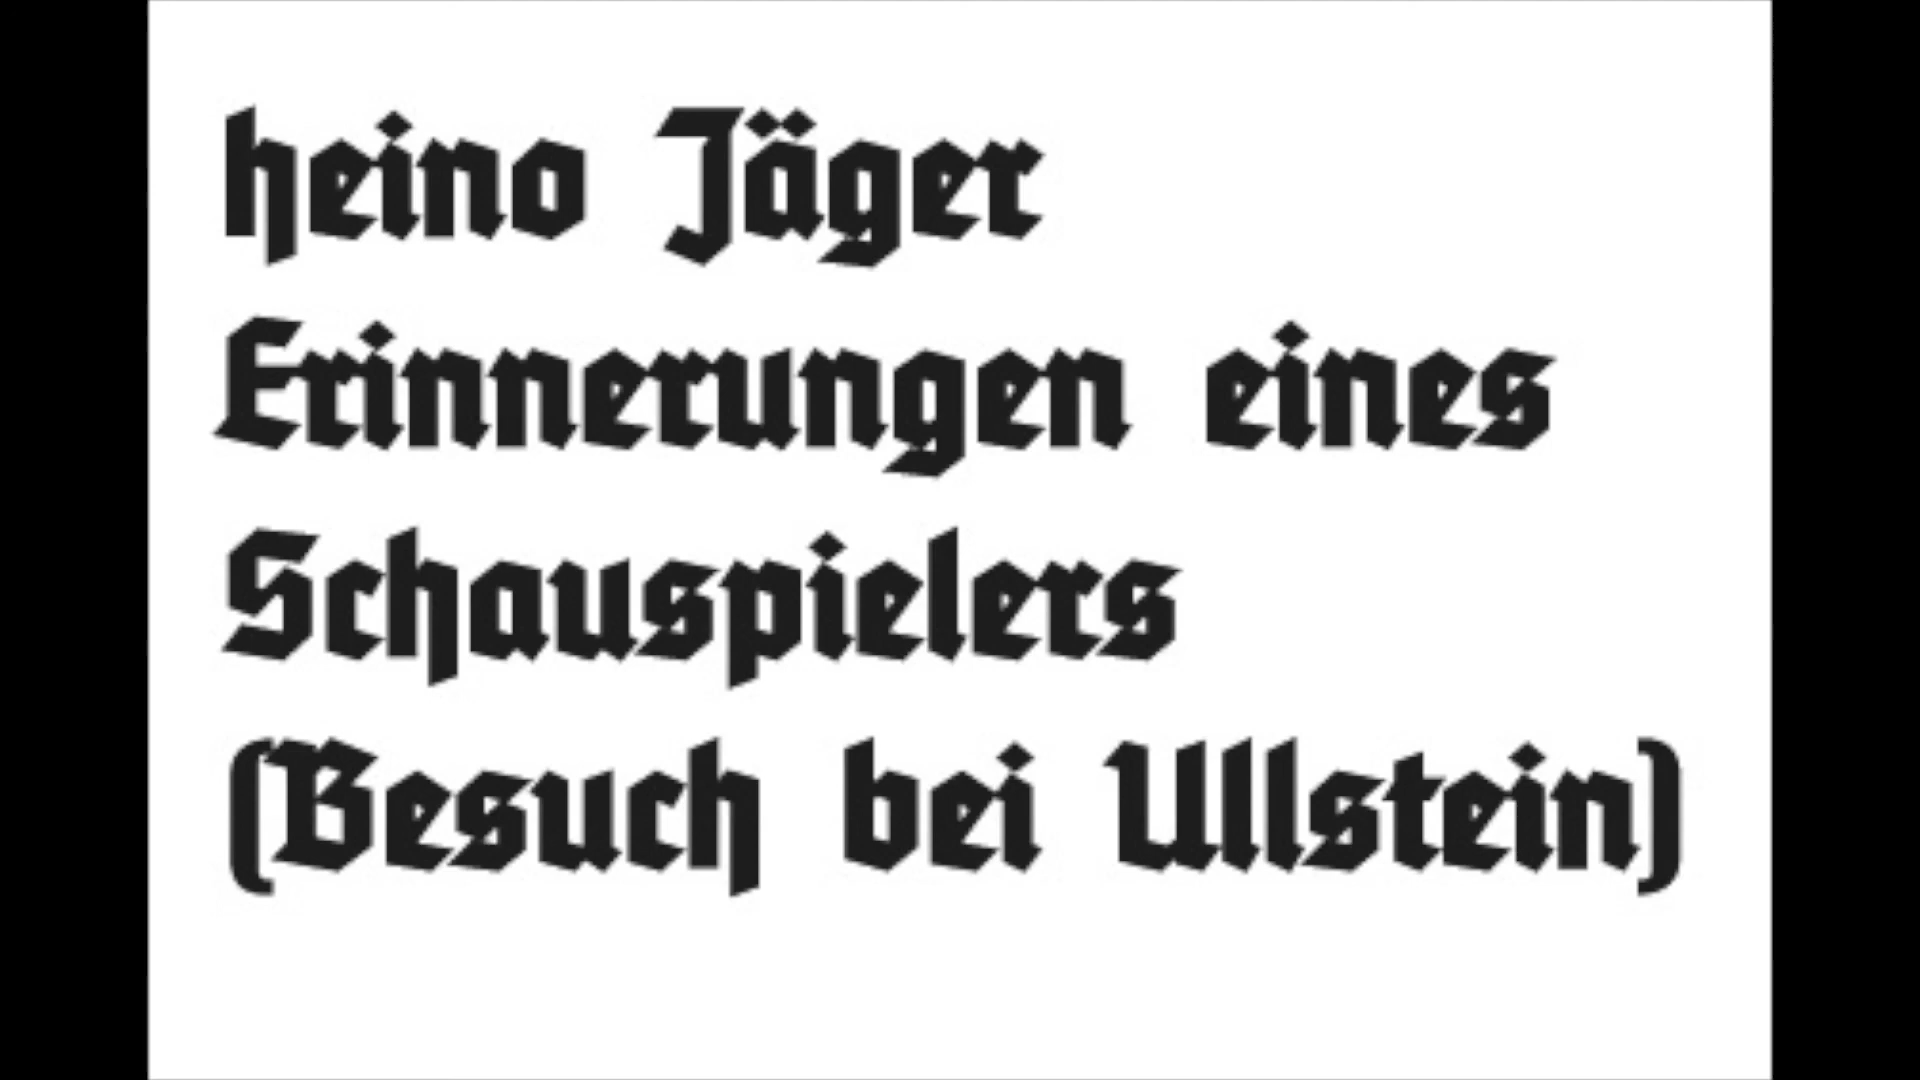 heino Jäger
Erinnerungen eines
Schauspielers
(Besuch bei Ullstein)